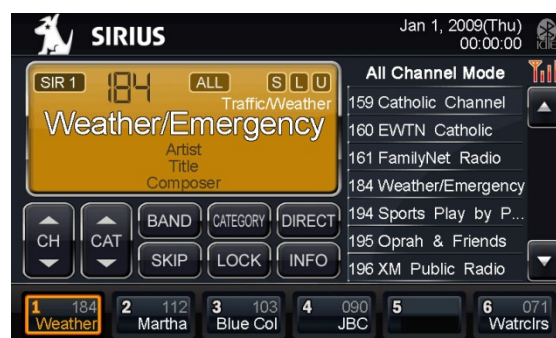 SIRIUS
Jan 1, 2009(Thu)
00:00:00
idle
SIR 1 184 ALL S L U
Traffic/Weather
Weather/Emergency
Artist
Title
Composer
All Channel Mode
159 Catholic Channel
160 EWTN Catholic
161 FamilyNet Radio
184 Weather/Emergency
194 Sports Play by P...
195 Oprah & Friends
196 XM Public Radio
CH CAT BAND CATEGORY DIRECT
SKIP LOCK INFO
1 184 2 112 3 103 4 090 5 6 071
Weather Martha Blue Col JBC Watrclrs